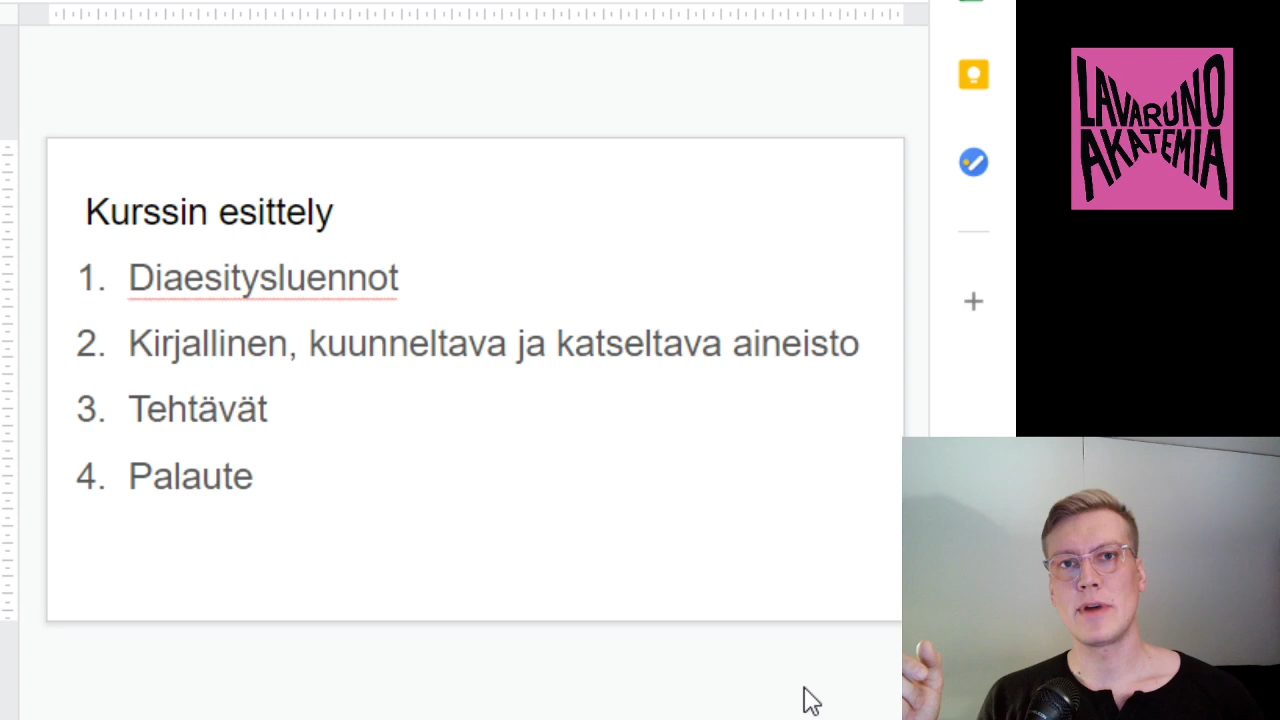 Kurssin esittely
1. Diaesitysluennot
2. Kirjallinen, kuunneltava ja katseltava aineisto
3. Tehtävät
4. Palaute
LAVARUNO
AKATEMIA